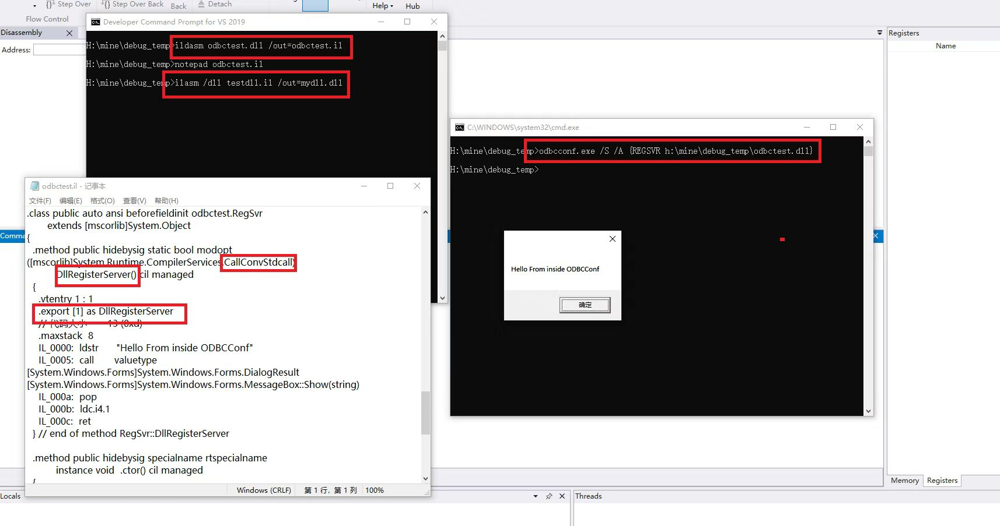 Step Over
Step Over Back
Back
Detach
Help
Hub
Flow Control
Disassembly
Address:
Registers
Name
Developer Command Prompt for VS 2019
H:\mine\debug_temp>ildasm odbctest.dll /out=odbctest.il
H:\mine\debug_temp>notepad odbctest.il
H:\mine\debug_temp>ilasm /dll testdll.il /out=mydll.dll
C:\WINDOWS\system32\cmd.exe
H:\mine\debug_temp>odbcconf.exe /S /A {REGSVR h:\mine\debug_temp\odbctest.dll}
H:\mine\debug_temp>
Hello From inside ODBCConf
确定
Comma
odbctest.il - 记事本
文件(F) 编辑(E) 格式(O) 查看(V) 帮助(H)
.class public auto ansi beforefieldinit odbctest.RegSvr
extends [mscorlib]System.Object
{
.method public hidebysig static bool modopt
([mscorlib]System.Runtime.CompilerServices.CallConvStdcall)
DllRegisterServer() cil managed
{
.vtentry 1 : 1
.export [1] as DllRegisterServer
// 代码大小 13 (0xd)
.maxstack 8
IL_0000: ldstr "Hello From inside ODBCConf"
IL_0005: call valuetype
[System.Windows.Forms]System.Windows.Forms.DialogResult
[System.Windows.Forms]System.Windows.Forms.MessageBox::Show(string)
IL_000a: pop
IL_000b: ldc.i4.1
IL_000c: ret
} // end of method RegSvr::DllRegisterServer
.method public hidebysig specialname rtspecialname
instance void .ctor() cil managed
{
Windows (CRLF) 第 1 行，第 1 列 100%
Memory
Registers
Locals
Threads